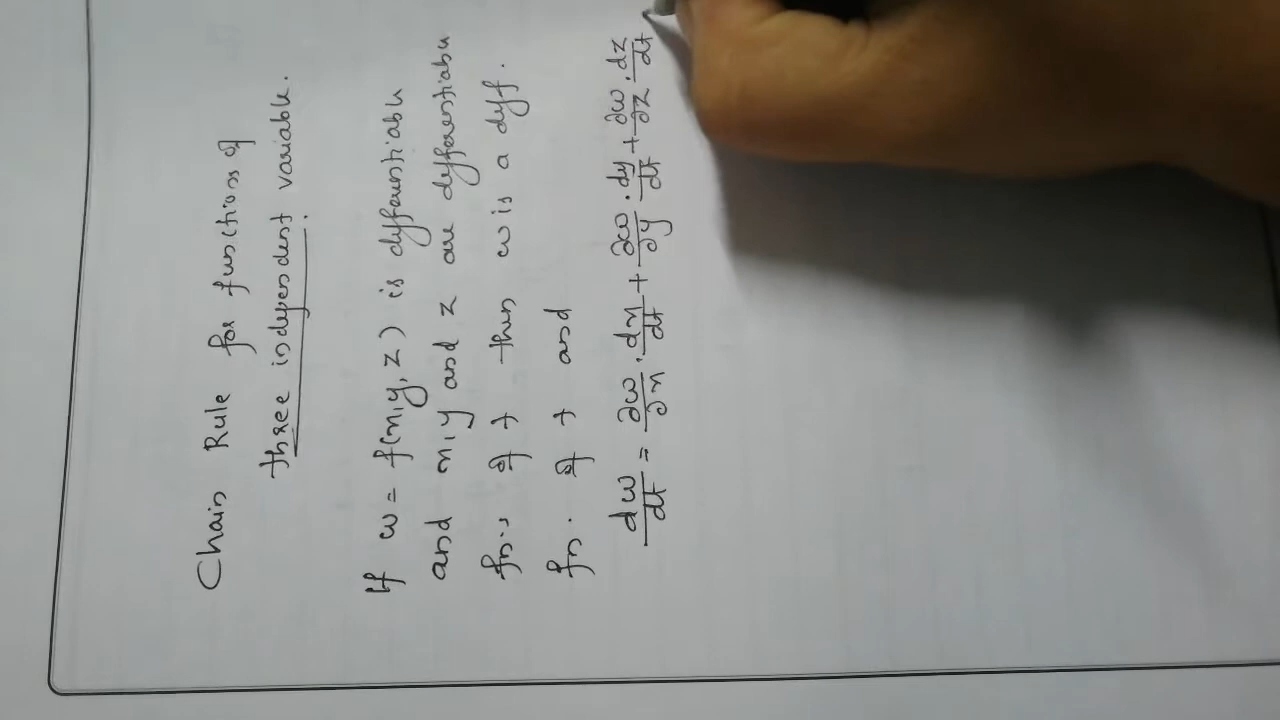 Chain Rule for functions of
three independent variable.
If w = f(x, y, z) is differentiable
and x, y and z are differentiable
fn.s of t then w is a diff.
fn. of t and
dw/dt = ∂w/∂x . dx/dt + ∂w/∂y . dy/dt + ∂w/∂z . dz/dt